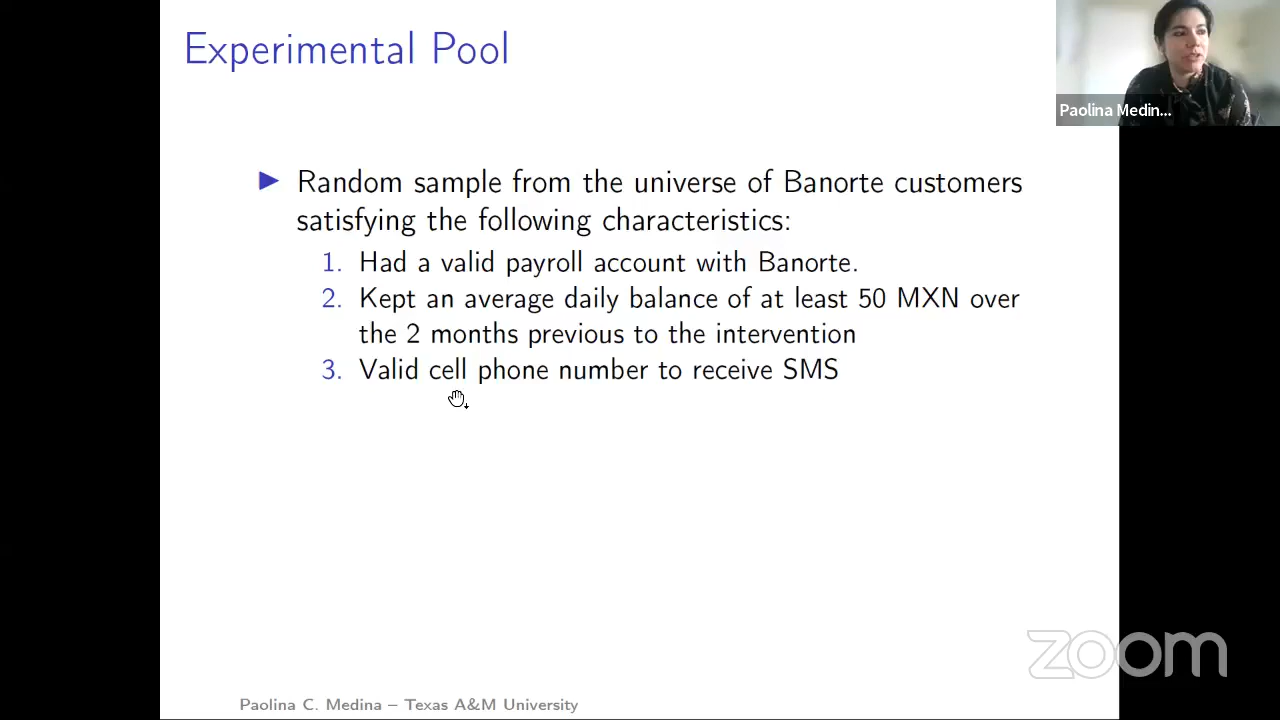 Experimental Pool
Paolina Medin...
Random sample from the universe of Banorte customers
satisfying the following characteristics:
1. Had a valid payroll account with Banorte.
2. Kept an average daily balance of at least 50 MXN over
the 2 months previous to the intervention
3. Valid cell phone number to receive SMS
zoom
Paolina C. Medina – Texas A&M University